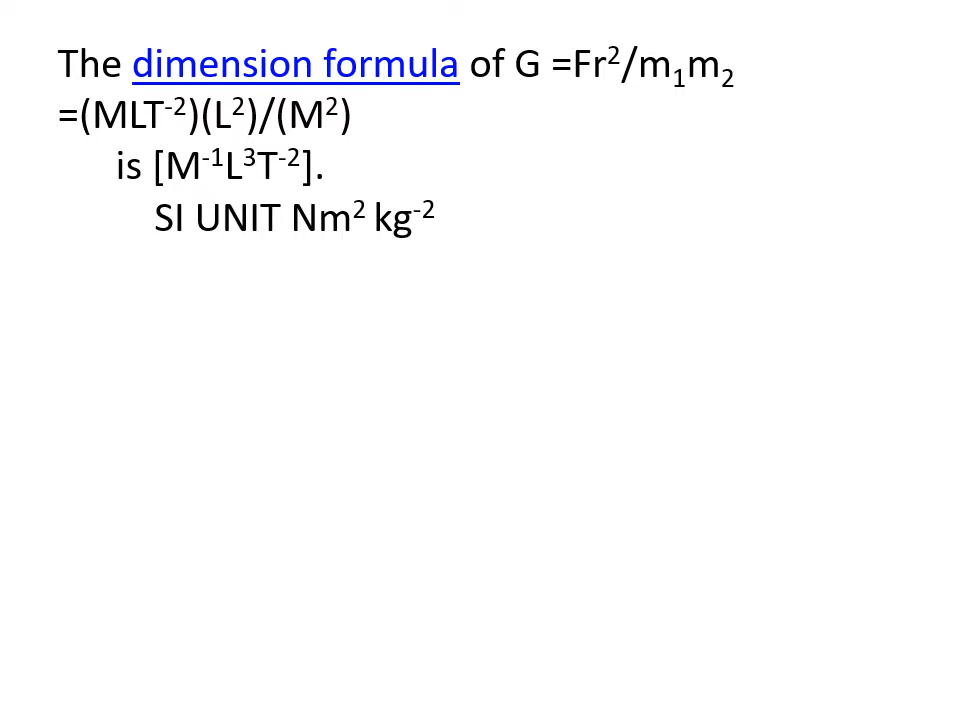 The dimension formula of G =Fr²/m₁m₂
=(MLT⁻²)(L²)/(M²)
is [M⁻¹L³T⁻²].
SI UNIT Nm² kg⁻²